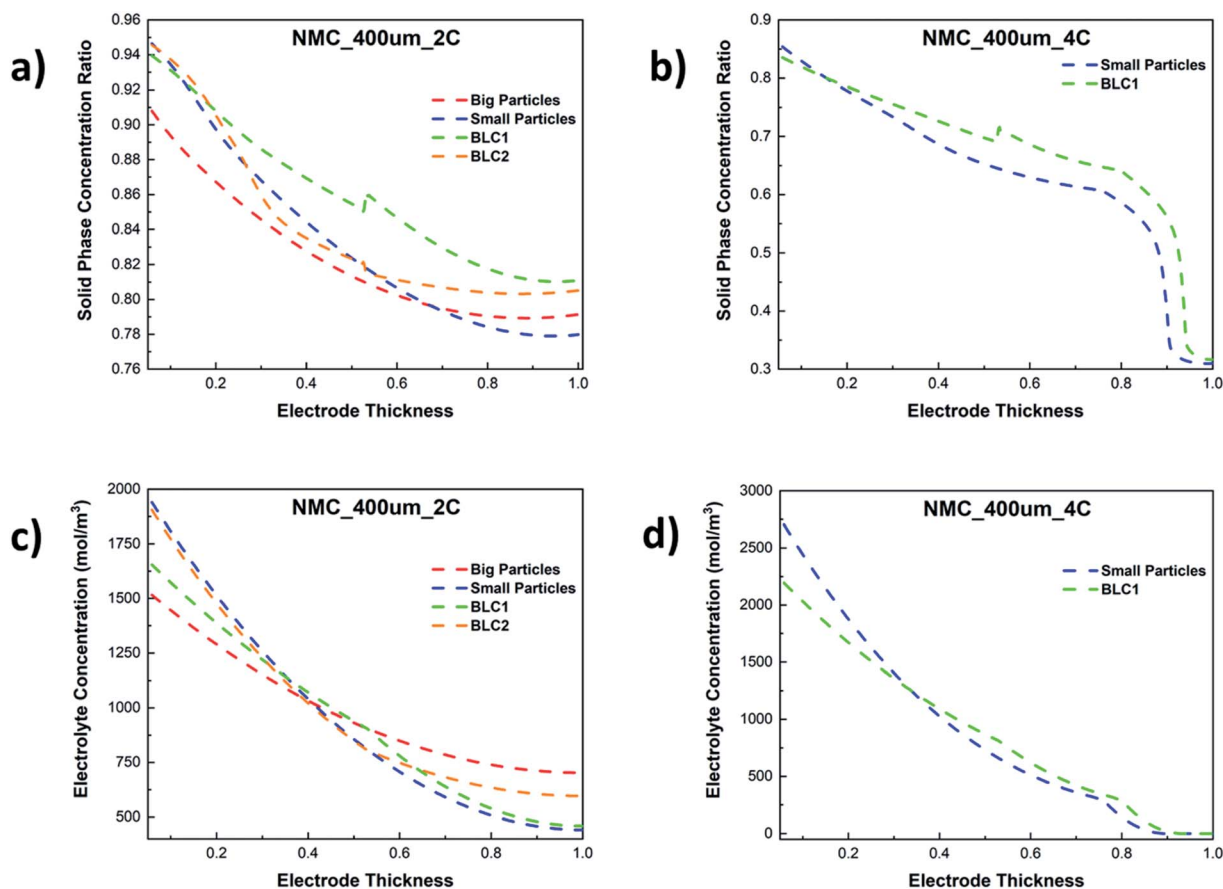 a)
NMC_400um_2C
Solid Phase Concentration Ratio
0.96
0.94
0.92
0.90
0.88
0.86
0.84
0.82
0.80
0.78
0.76
Big Particles
Small Particles
BLC1
BLC2
0.2 0.4 0.6 0.8 1.0
Electrode Thickness
b)
NMC_400um_4C
Solid Phase Concentration Ratio
0.9
0.8
0.7
0.6
0.5
0.4
0.3
Small Particles
BLC1
0.2 0.4 0.6 0.8 1.0
Electrode Thickness
c)
NMC_400um_2C
Electrolyte Concentration (mol/m³)
2000
1750
1500
1250
1000
750
500
Big Particles
Small Particles
BLC1
BLC2
0.2 0.4 0.6 0.8 1.0
Electrode Thickness
d)
NMC_400um_4C
Electrolyte Concentration (mol/m³)
3000
2500
2000
1500
1000
500
0
Small Particles
BLC1
0.2 0.4 0.6 0.8 1.0
Electrode Thickness